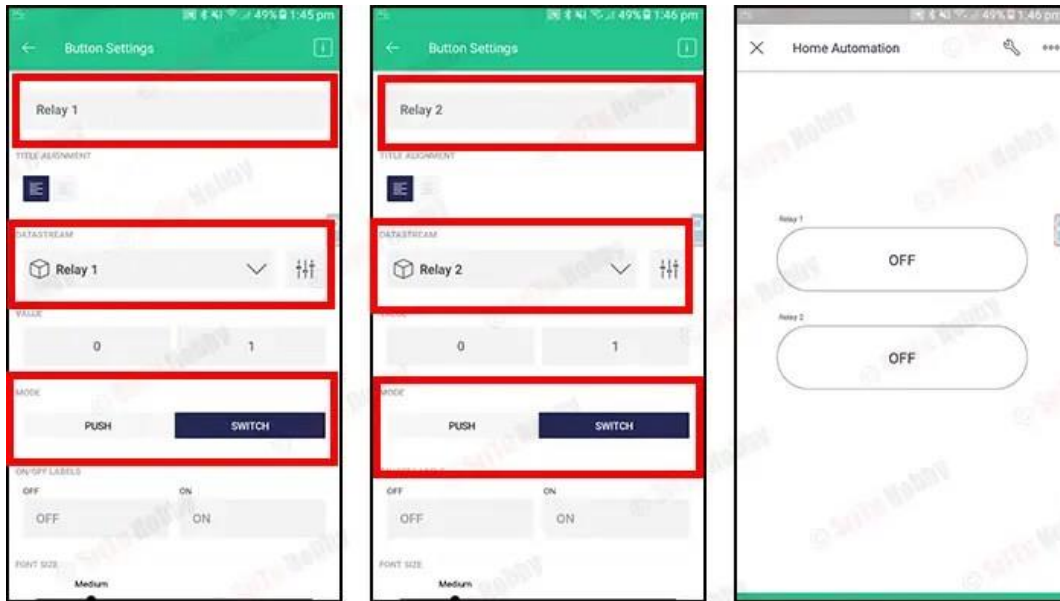 49% 1:45 pm
Button Settings
Relay 1
TITLE ALIGNMENT
DATASTREAM
Relay 1
VALUE
0 1
MODE
PUSH SWITCH
ON/OFF LABELS
OFF ON
OFF ON
FONT SIZE
Medium
49% 1:46 pm
Button Settings
Relay 2
TITLE ALIGNMENT
DATASTREAM
Relay 2
0 1
MODE
PUSH SWITCH
OFF ON
OFF ON
FONT SIZE
Medium
49% 1:46 pm
Home Automation
Relay 1
OFF
Relay 2
OFF